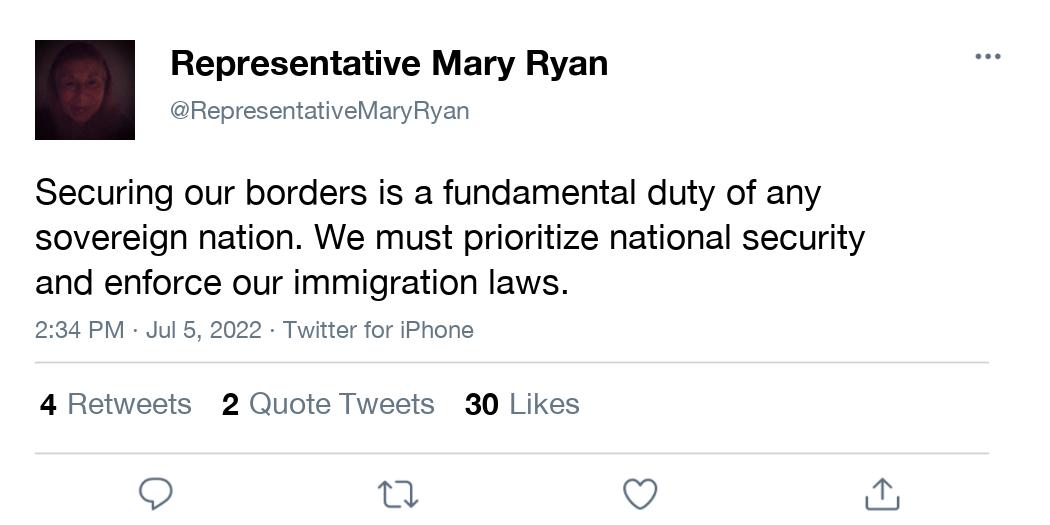 Representative Mary Ryan
@RepresentativeMaryRyan
Securing our borders is a fundamental duty of any
sovereign nation. We must prioritize national security
and enforce our immigration laws.
2:34 PM · Jul 5, 2022 · Twitter for iPhone
4 Retweets 2 Quote Tweets 30 Likes